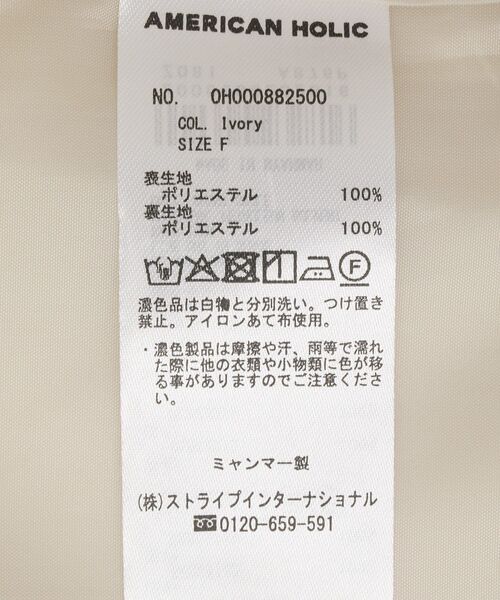 AMERICAN HOLIC
NO. 0H000882500
COL. Ivory
SIZE F
表生地
ポリエステル 100%
裏生地
ポリエステル 100%
濃色品は白物と分別洗い。つけ置き
禁止。アイロンあて布使用。
・濃色製品は摩擦や汗、雨等で濡れ
た際に他の衣類や小物類に色が移
る事がありますのでご注意くださ
い。
ミャンマー製
(株)ストライプインターナショナル
0120-659-591